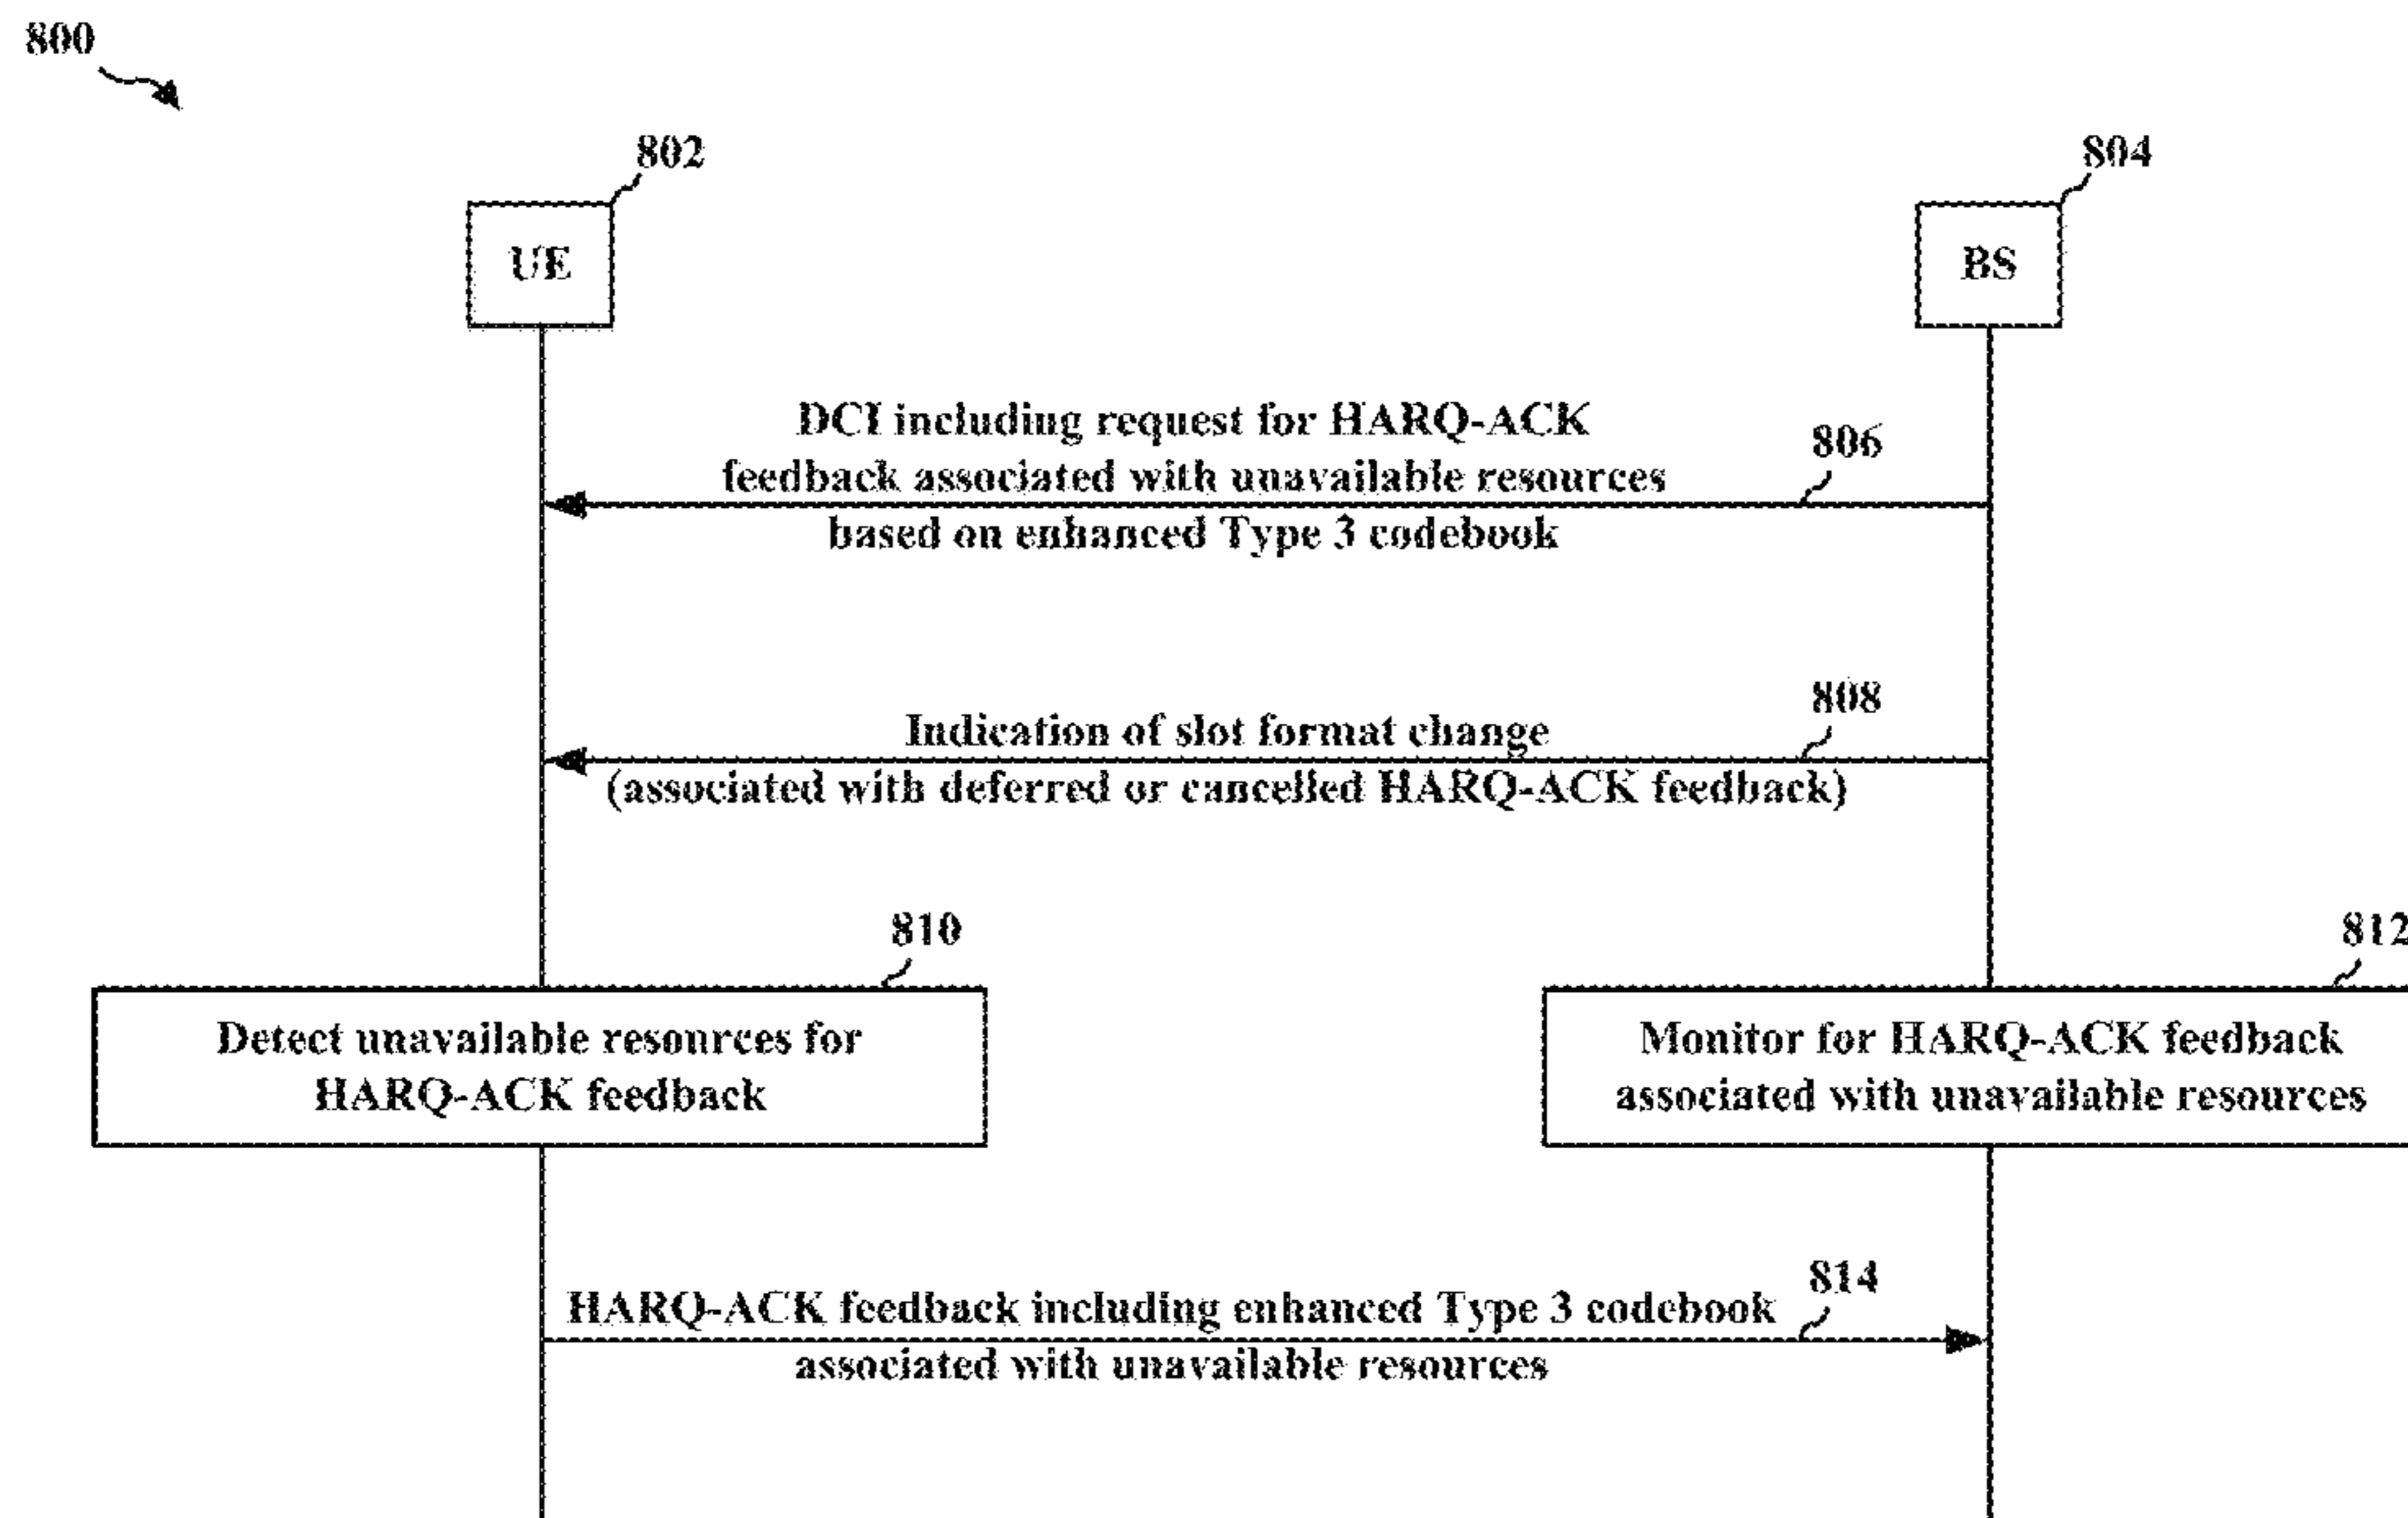 800
802
804
UE
BS
DCI including request for HARQ-ACK
806
feedback associated with unavailable resources
based on enhanced Type 3 codebook
808
Indication of slot format change
(associated with deferred or cancelled HARQ-ACK feedback)
810
812
Detect unavailable resources for
HARQ-ACK feedback
Monitor for HARQ-ACK feedback
associated with unavailable resources
814
HARQ-ACK feedback including enhanced Type 3 codebook
associated with unavailable resources